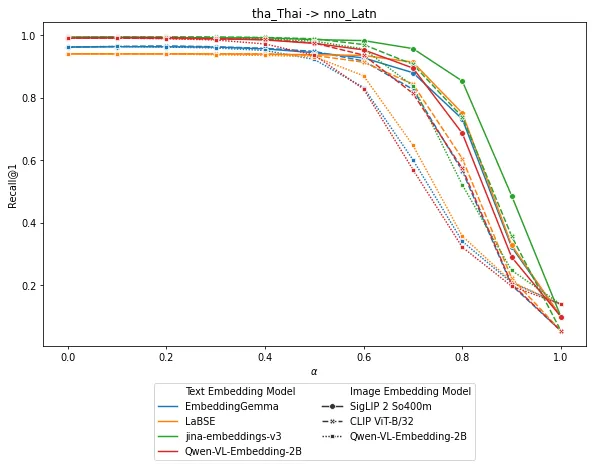 tha_Thai -> nno_Latn
1.0
0.8
0.6
0.4
0.2
Recall@1
0.0 0.2 0.4 0.6 0.8 1.0
α
Text Embedding Model Image Embedding Model
EmbeddingGemma SigLIP 2 So400m
LaBSE CLIP ViT-B/32
jina-embeddings-v3 Qwen-VL-Embedding-2B
Qwen-VL-Embedding-2B